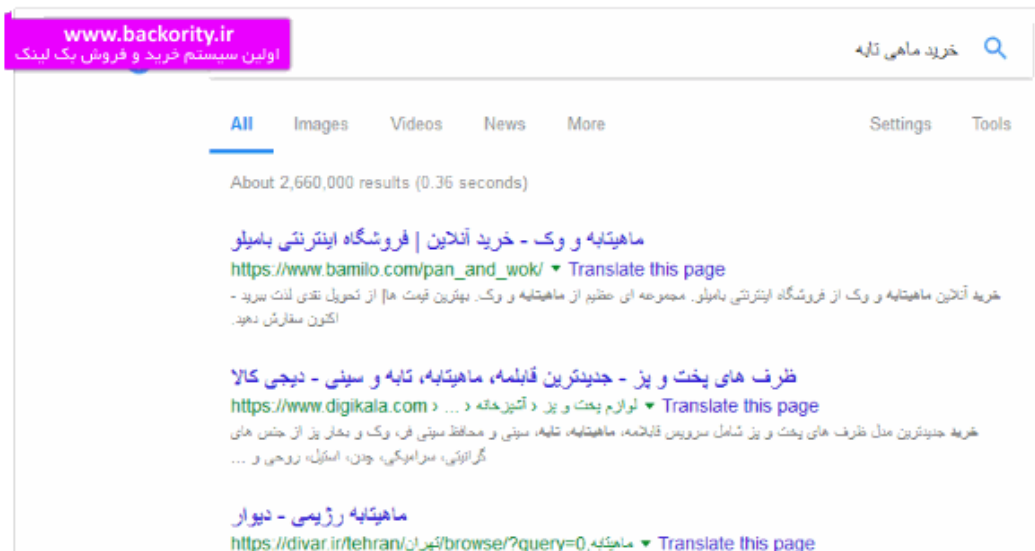 www.backority.ir
اولین سیستم خرید و فروش بک لینک
خرید ماهی تابه
All Images Videos News More Settings Tools
About 2,660,000 results (0.36 seconds)
ماهیتابه و وک - خرید آنلاین | فروشگاه اینترنتی بامیلو
https://www.bamilo.com/pan_and_wok/ ▾ Translate this page
خرید آنلاین ماهیتابه و وک از فروشگاه اینترنتی بامیلو. مجموعه ای عظیم از ماهیتابه و وک. بهترین قیمت ها| از تحویل نقدی لذت ببرید -
اکنون سفارش دهید.
ظرف های پخت و پز - جدیدترین قابلمه، ماهیتابه، تابه و سینی - دیجی کالا
https://www.digikala.com › ... › آشپزخانه › لوازم پخت و پز ▾ Translate this page
خرید جدیدترین مدل ظرف های پخت و پز شامل سرویس قابلامه، ماهیتابه، تابه، سینی و محافظ سینی فر، وک و بخار پز از جنس های
گرانیتی، سرامیکی، چدن، استیل، روحی و ...
ماهیتابه رژیمی - دیوار
https://divar.ir/tehran/تهران/browse/?query=0,ماهیتابه ▾ Translate this page